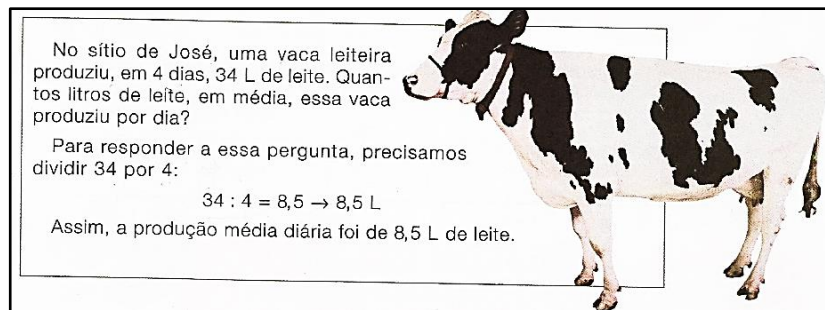 No sítio de José, uma vaca leiteira
produziu, em 4 dias, 34 L de leite. Quan-
tos litros de leite, em média, essa vaca
produziu por dia?
Para responder a essa pergunta, precisamos
dividir 34 por 4:
34 : 4 = 8,5 → 8,5 L
Assim, a produção média diária foi de 8,5 L de leite.